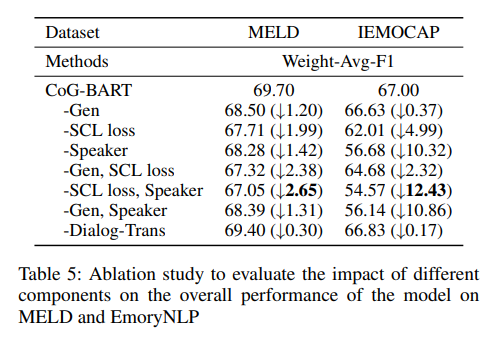 Dataset MELD IEMOCAP
Methods Weight-Avg-F1
CoG-BART 69.70 67.00
-Gen 68.50 (↓1.20) 66.63 (↓0.37)
-SCL loss 67.71 (↓1.99) 62.01 (↓4.99)
-Speaker 68.28 (↓1.42) 56.68 (↓10.32)
-Gen, SCL loss 67.32 (↓2.38) 64.68 (↓2.32)
-SCL loss, Speaker 67.05 (↓2.65) 54.57 (↓12.43)
-Gen, Speaker 68.39 (↓1.31) 56.14 (↓10.86)
-Dialog-Trans 69.40 (↓0.30) 66.83 (↓0.17)
Table 5: Ablation study to evaluate the impact of different
components on the overall performance of the model on
MELD and EmoryNLP